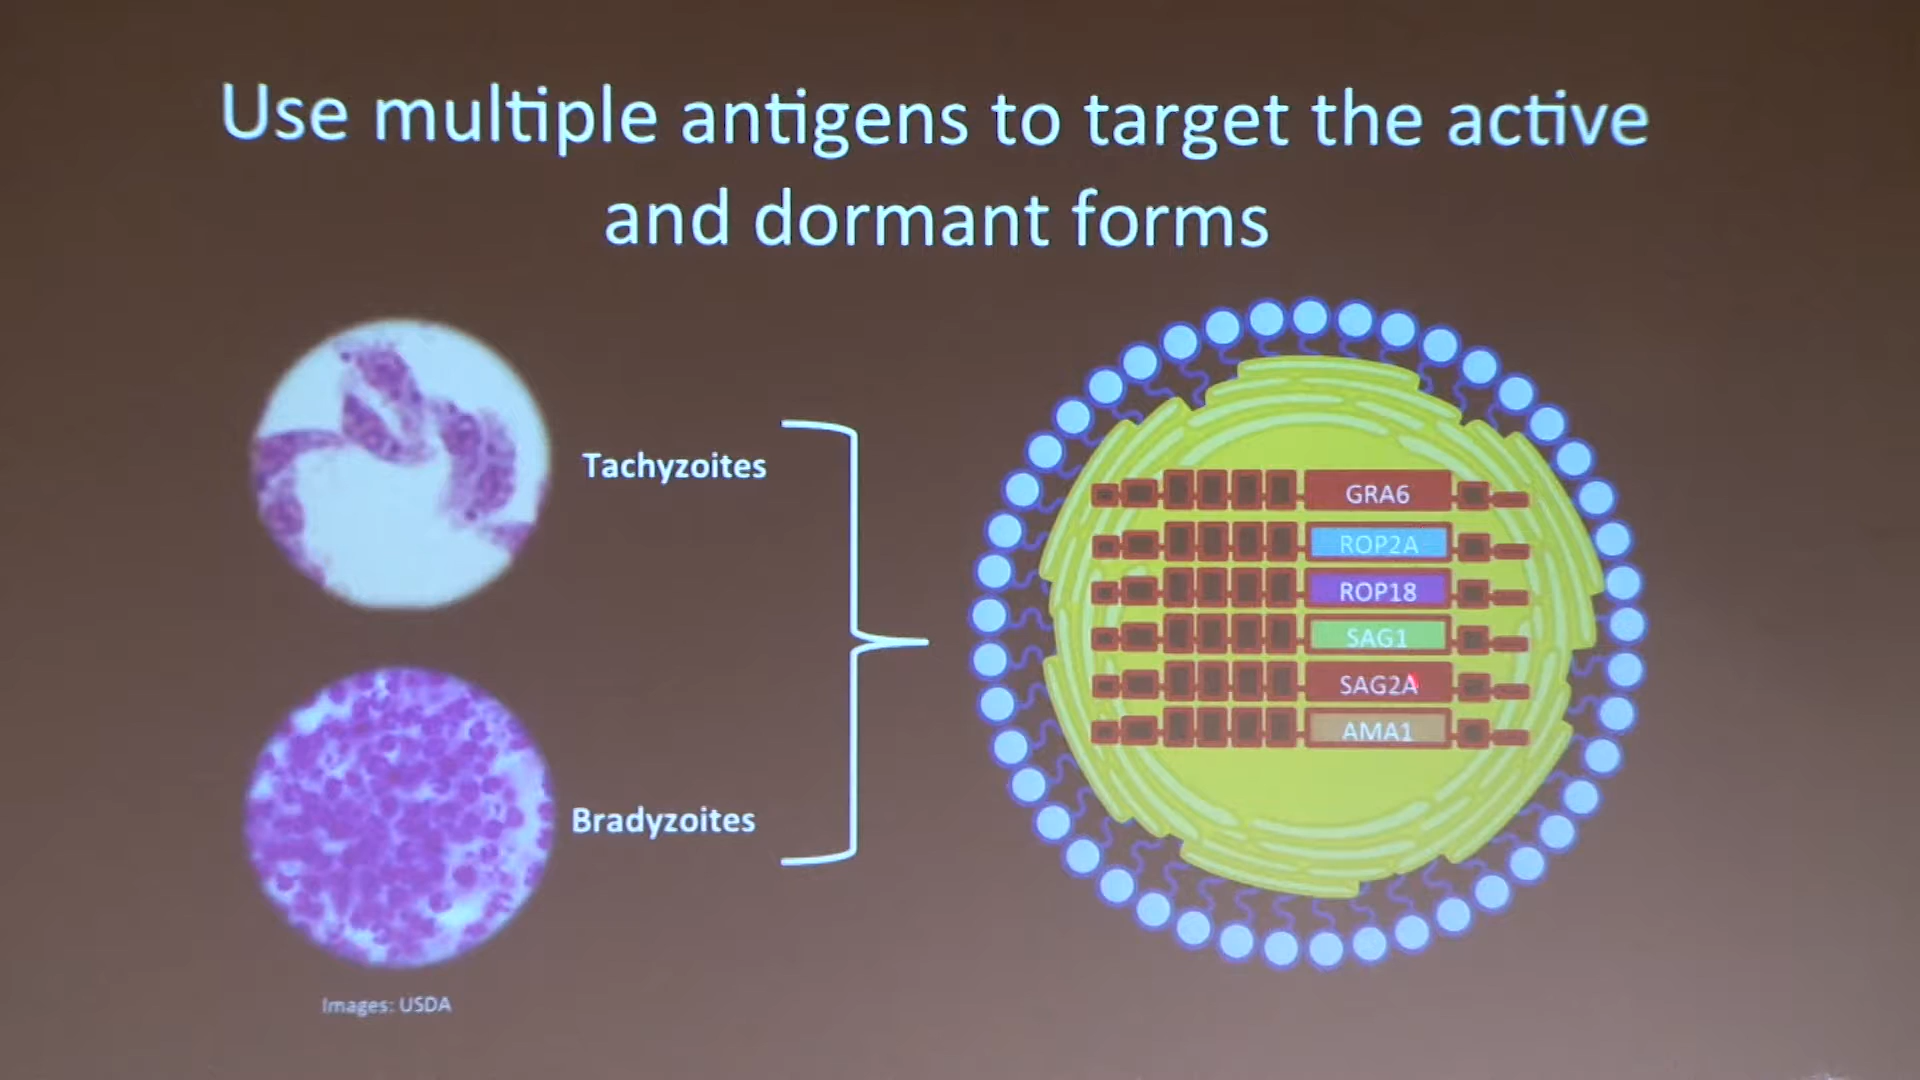 Use multiple antigens to target the active
and dormant forms
Tachyzoites
Bradyzoites
Images: USDA
GRA6
ROP2A
ROP18
SAG1
SAG2A
AMA1